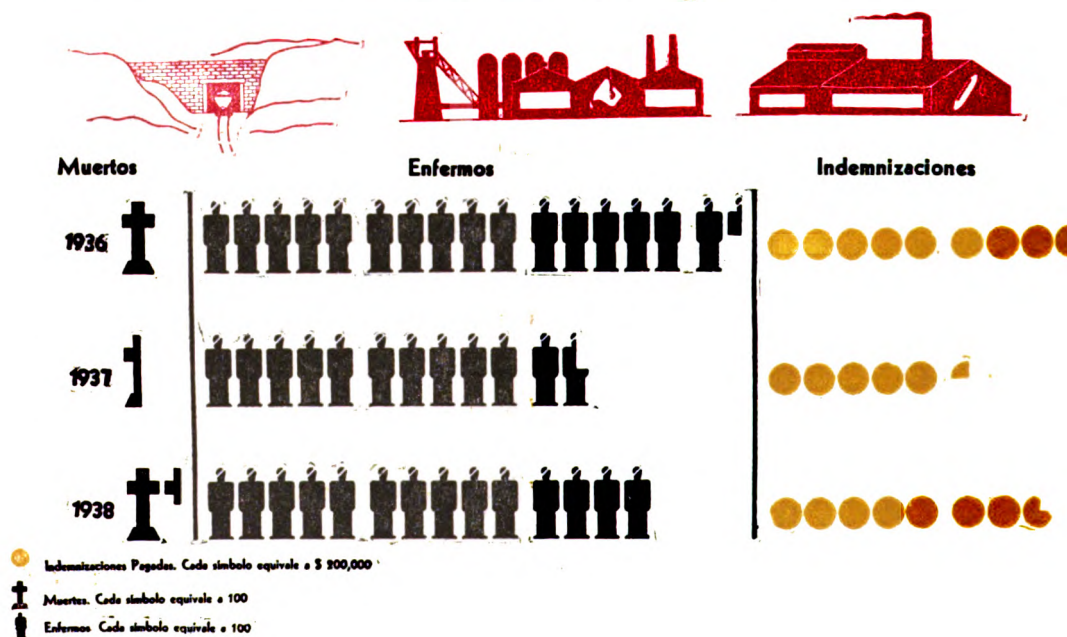 Muertos Enfermos Indemnizaciones
1936
1937
1938
Indemnizaciones Pagadas. Cada símbolo equivale a $ 200,000
Muertes. Cada símbolo equivale a 100
Enfermos Cada símbolo equivale a 100